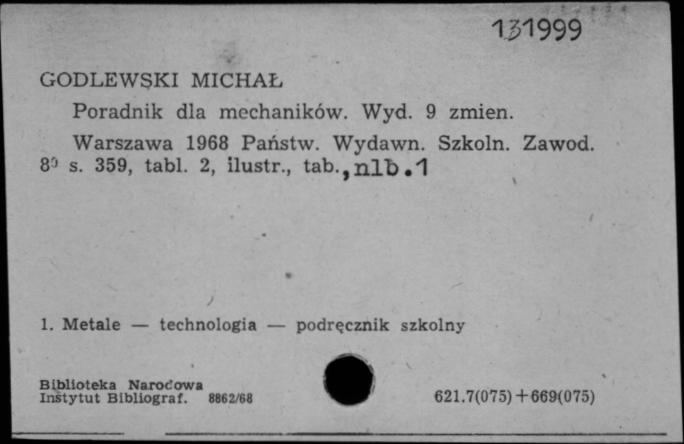 131999
GODLEWSKI MICHAŁ
Poradnik dla mechaników. Wyd. 9 zmien.
Warszawa 1968 Państw. Wydawn. Szkoln. Zawod.
8⁰ s. 359, tabl. 2, ilustr., tab., nlb.1
1. Metale — technologia — podręcznik szkolny
Biblioteka Narodowa
Instytut Bibliograf. 8862/68
621.7(075)+669(075)